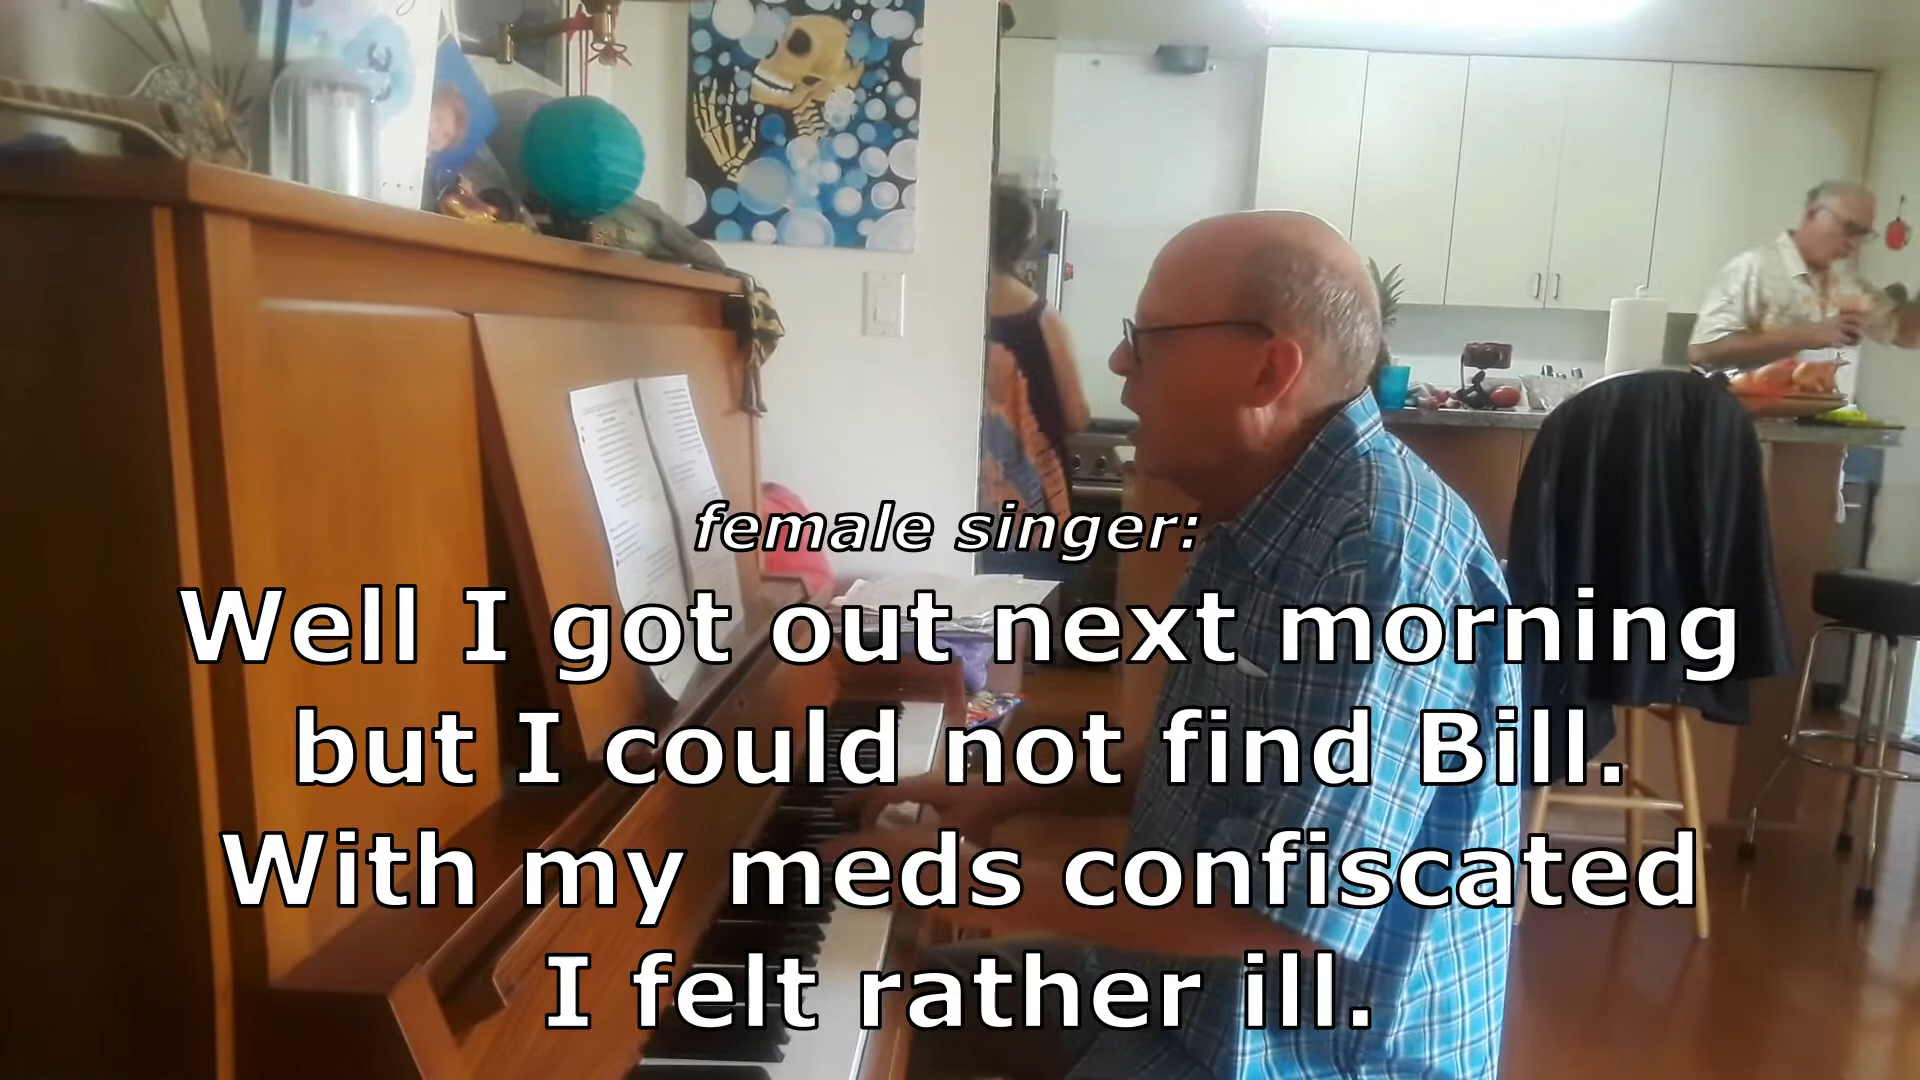 female singer:
Well I got out next morning
but I could not find Bill.
With my meds confiscated
I felt rather ill.